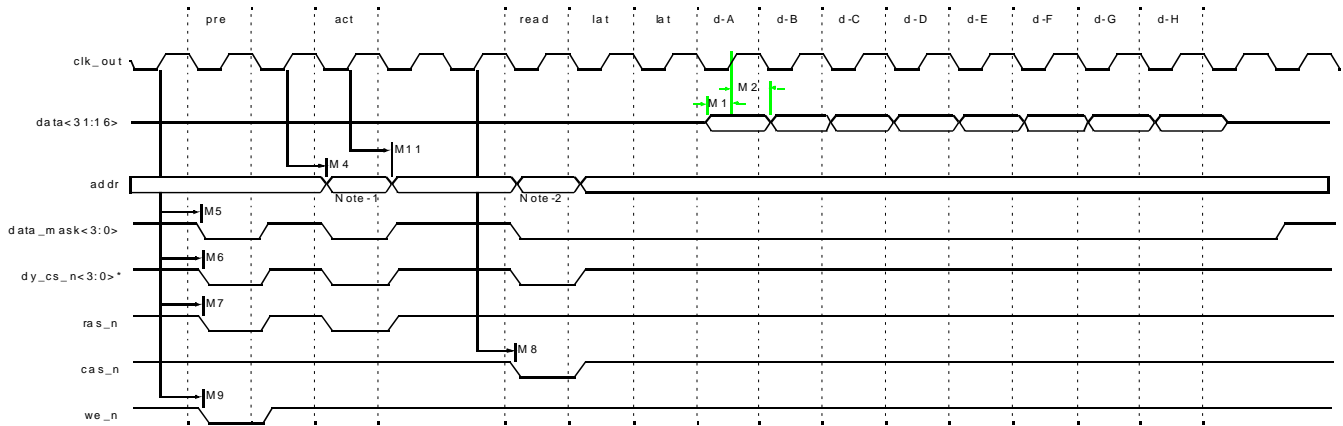 pre act read lat lat d-A d-B d-C d-D d-E d-F d-G d-H
clk_out
M2
M1
data<31:16>
M11
M4
addr
Note-1 Note-2
M5
data_mask<3:0>
M6
dy_cs_n<3:0>*
M7
ras_n
M8
cas_n
M9
we_n